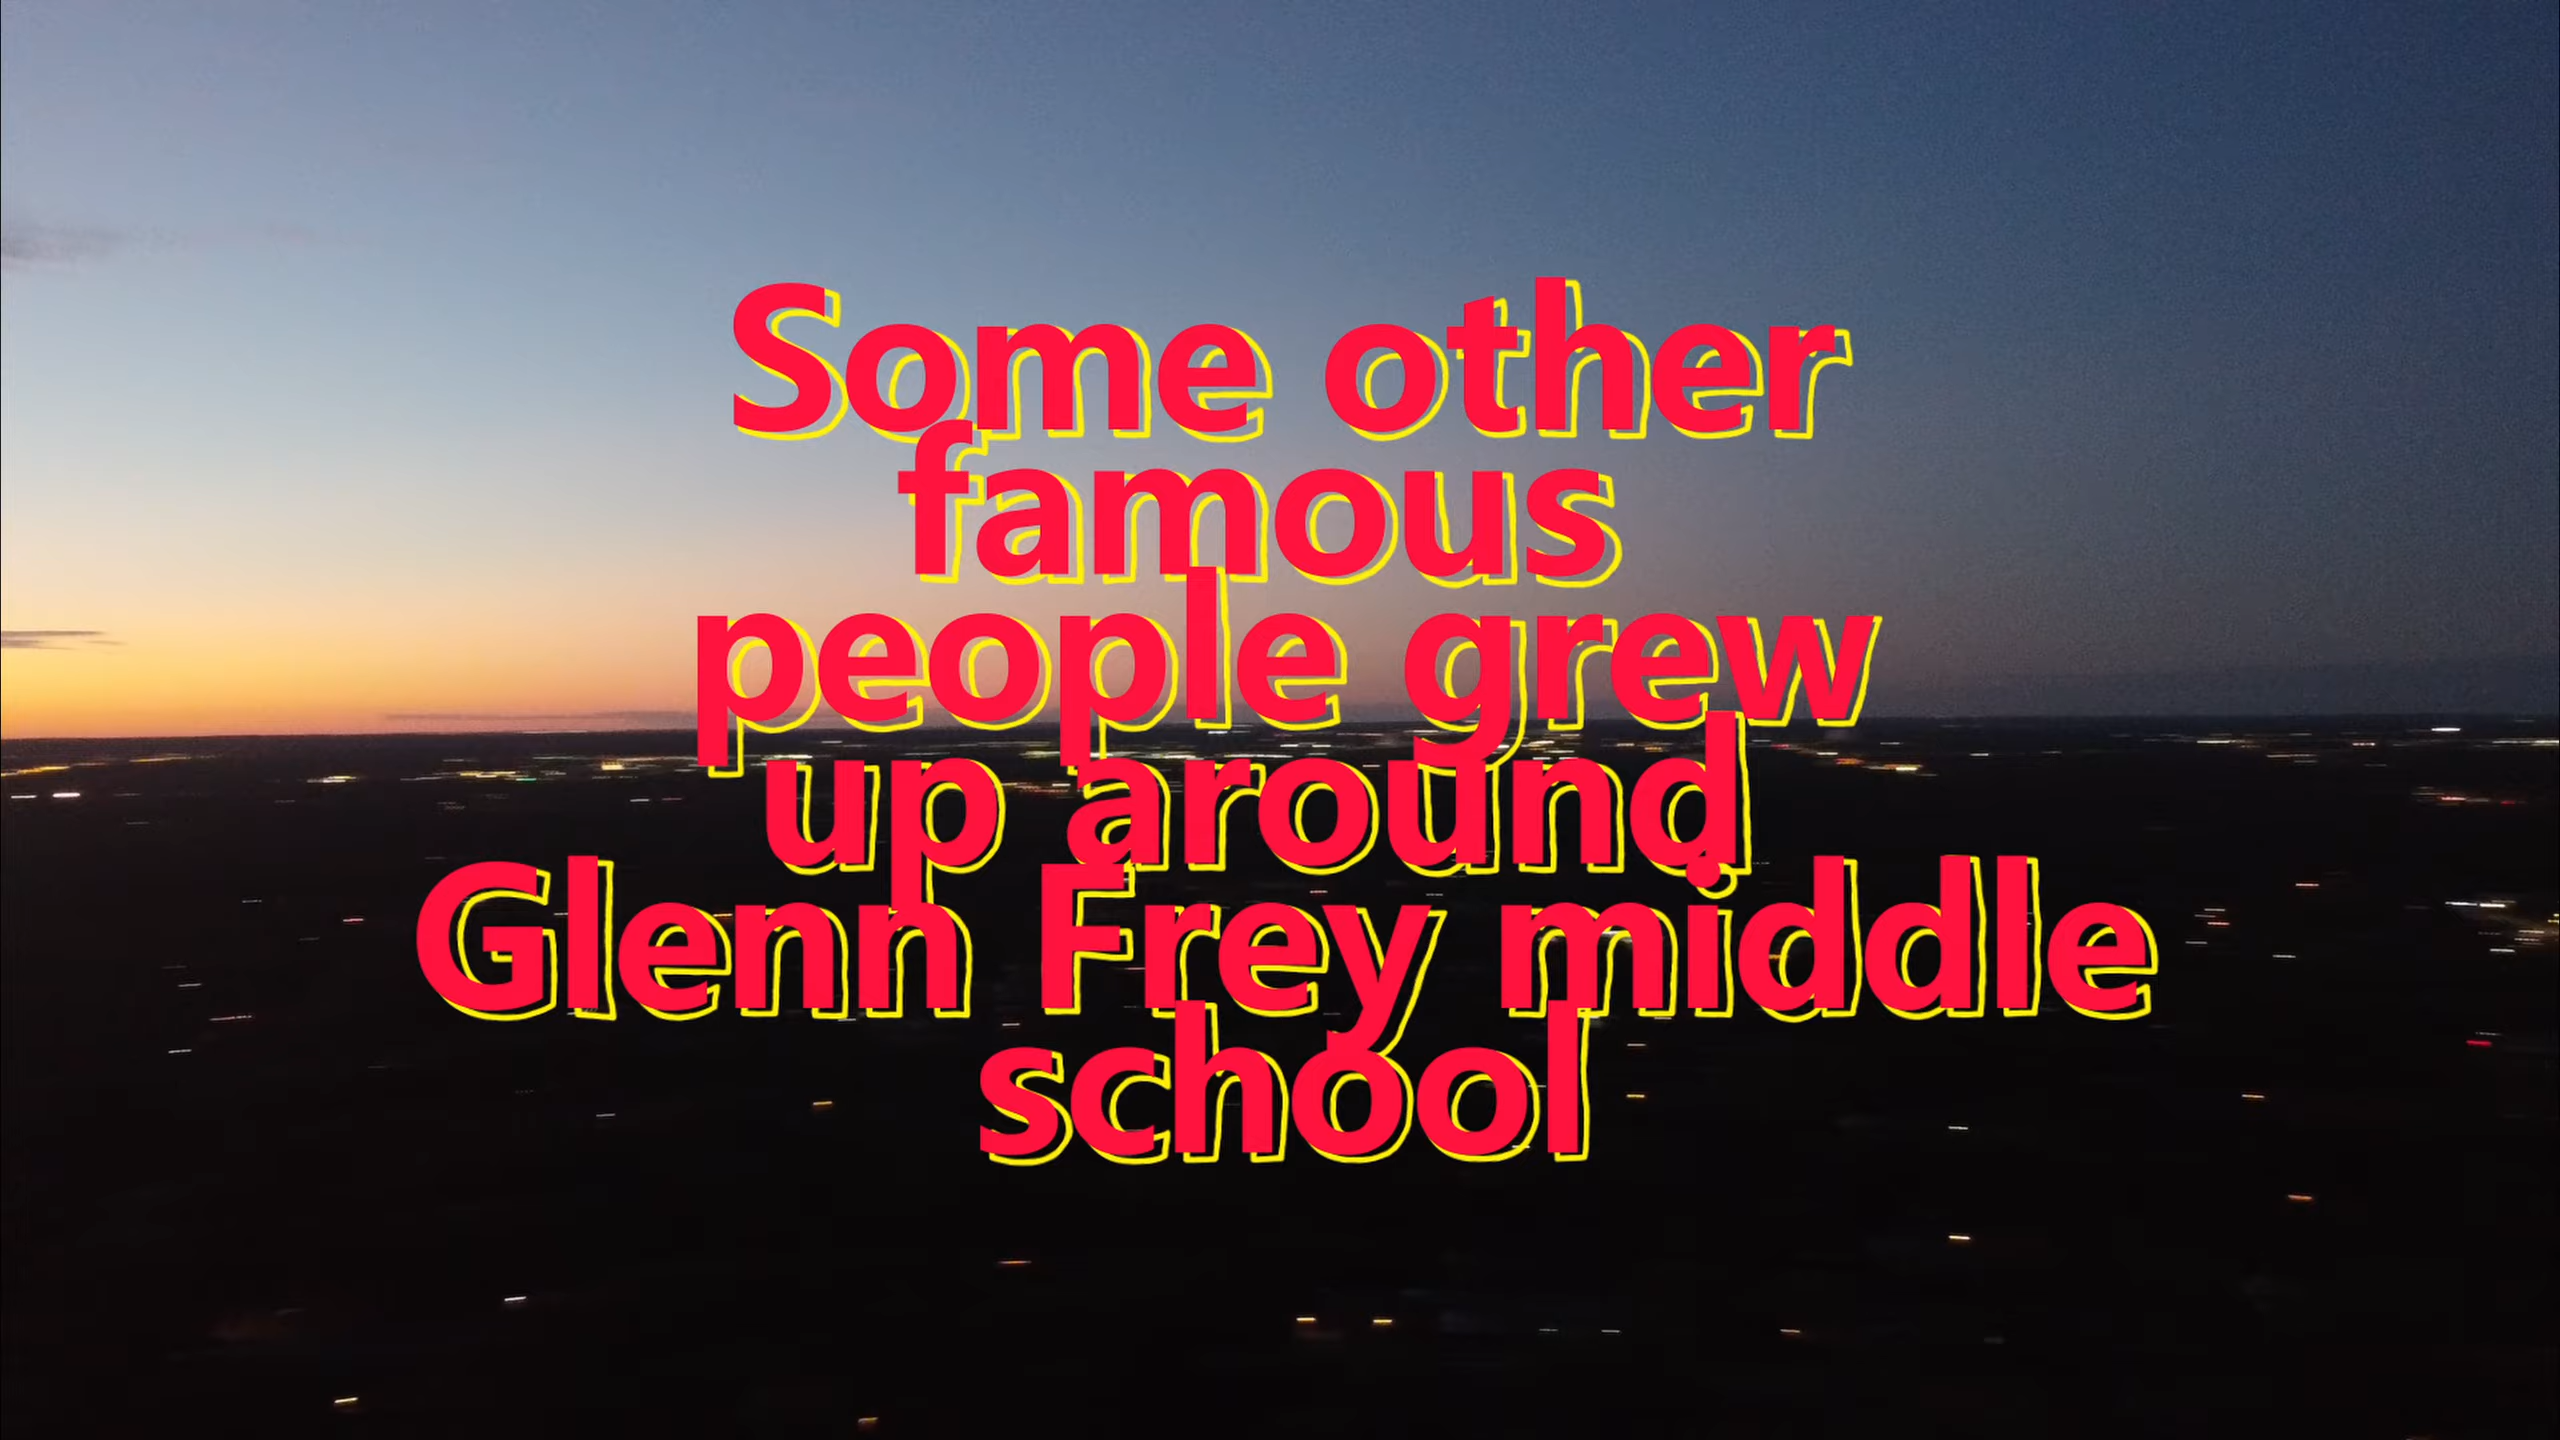 Some other
famous
people grew
up around
Glenn Frey middle
school